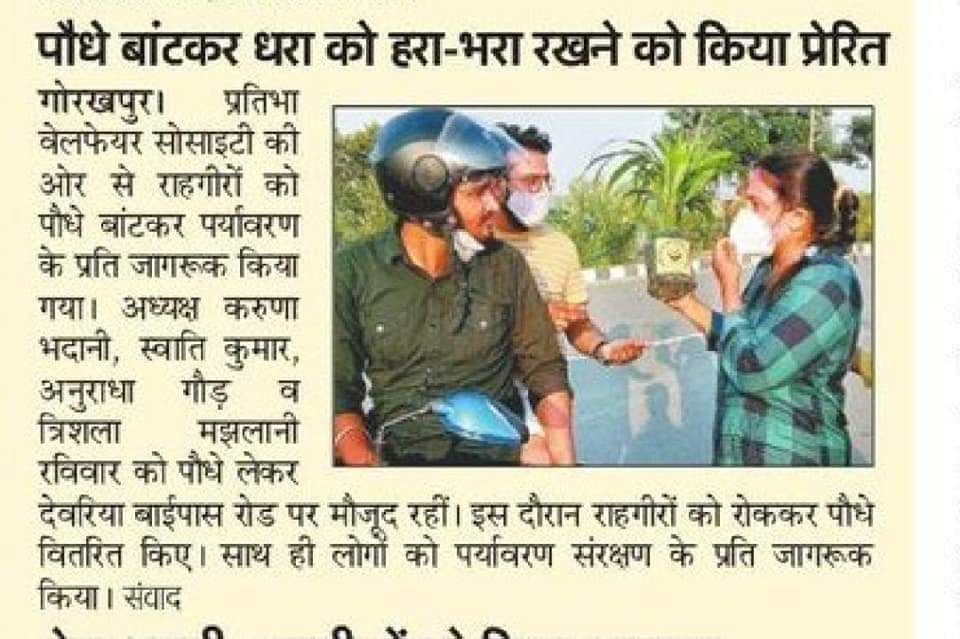 पौधे बांटकर धरा को हरा-भरा रखने को किया प्रेरित
गोरखपुर। प्रतिभा
वेलफेयर सोसाइटी की
ओर से राहगीरों को
पौधे बांटकर पर्यावरण
के प्रति जागरूक किया
गया। अध्यक्ष करुणा
भदानी, स्वाति कुमार,
अनुराधा गौड़ व
त्रिशला मझलानी
रविवार को पौधे लेकर
देवरिया बाईपास रोड पर मौजूद रहीं। इस दौरान राहगीरों को रोककर पौधे
वितरित किए। साथ ही लोगों को पर्यावरण संरक्षण के प्रति जागरूक
किया। संवाद